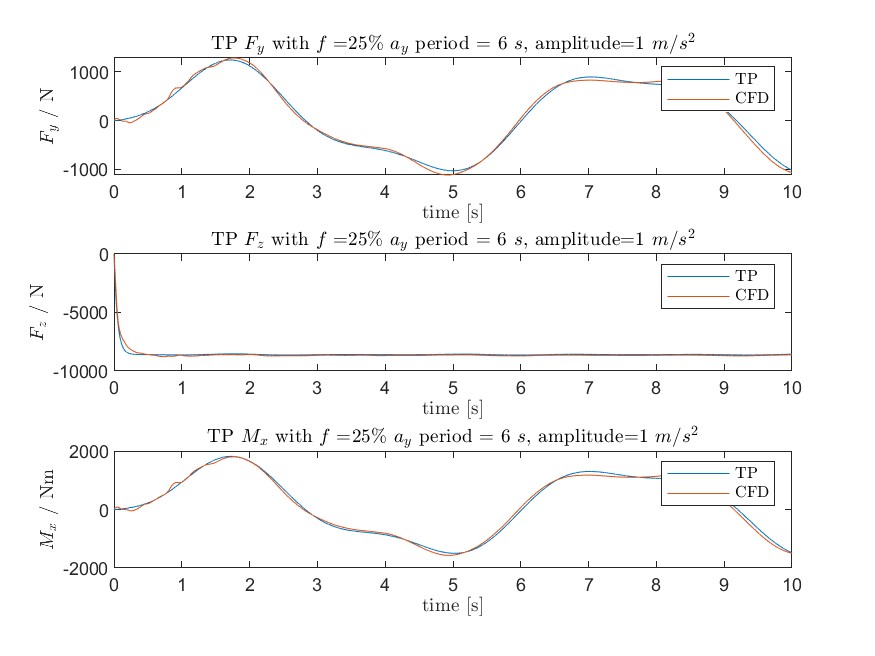 TP F_y with f =25% a_y period = 6 s, amplitude=1 m/s^2
F_y / N
1000
0
-1000
TP
CFD
0 1 2 3 4 5 6 7 8 9 10
time [s]
TP F_z with f =25% a_y period = 6 s, amplitude=1 m/s^2
F_z / N
0
-5000
-10000
TP
CFD
0 1 2 3 4 5 6 7 8 9 10
time [s]
TP M_x with f =25% a_y period = 6 s, amplitude=1 m/s^2
M_x / Nm
2000
0
-2000
TP
CFD
0 1 2 3 4 5 6 7 8 9 10
time [s]